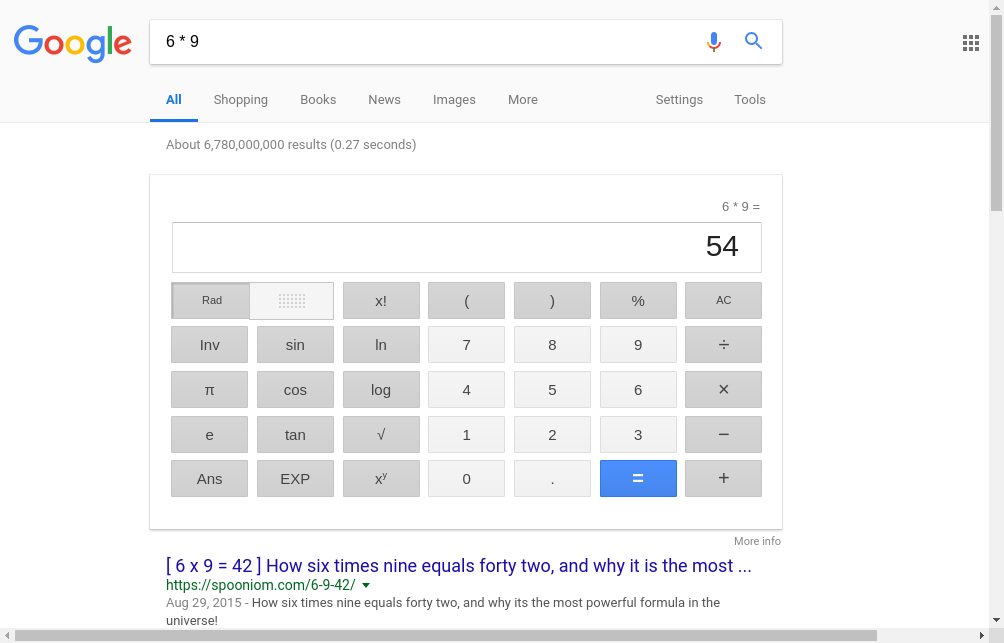 Google
6 * 9
All Shopping Books News Images More Settings Tools
About 6,780,000,000 results (0.27 seconds)
6 * 9 =
54
Rad x! ( ) % AC
Inv sin ln 7 8 9 ÷
π cos log 4 5 6 ×
e tan √ 1 2 3 −
Ans EXP xʸ 0 . = +
More info
[ 6 x 9 = 42 ] How six times nine equals forty two, and why it is the most ...
https://spooniom.com/6-9-42/
Aug 29, 2015 - How six times nine equals forty two, and why its the most powerful formula in the
universe!